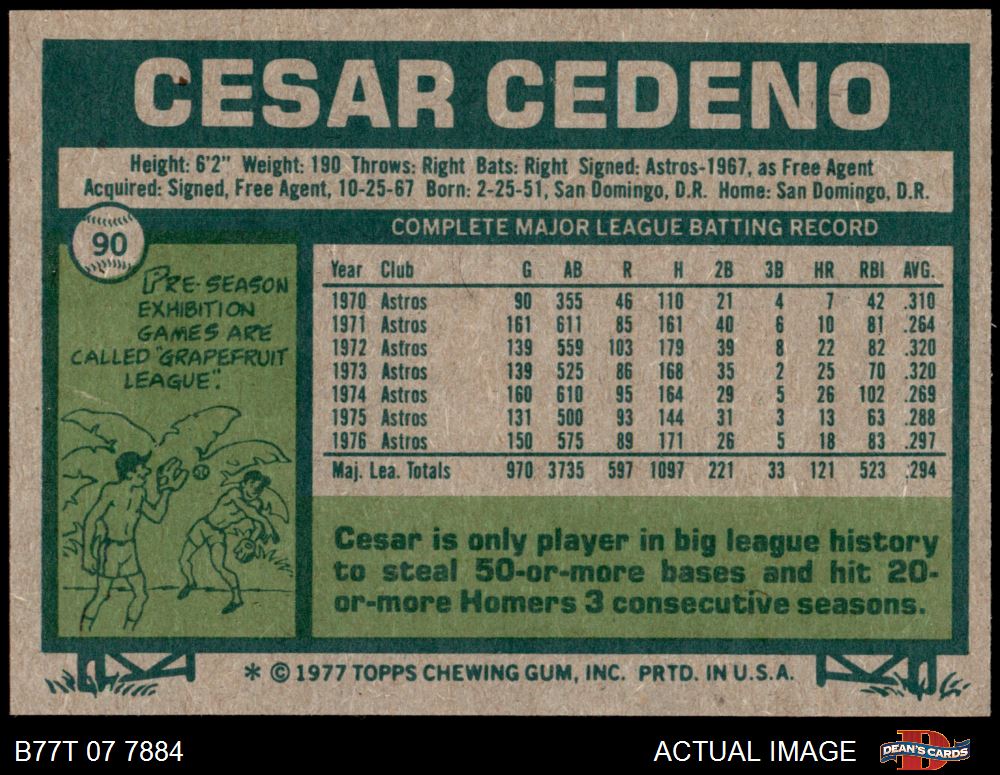 CESAR CEDENO
Height: 6'2" Weight: 190 Throws: Right Bats: Right Signed: Astros-1967, as Free Agent
Acquired: Signed, Free Agent, 10-25-67 Born: 2-25-51, San Domingo, D.R. Home: San Domingo, D.R.
90
PRE-SEASON
EXHIBITION
GAMES ARE
CALLED "GRAPEFRUIT
LEAGUE".
COMPLETE MAJOR LEAGUE BATTING RECORD
Year Club G AB R H 2B 3B HR RBI AVG.
1970 Astros 90 355 46 110 21 4 7 42 .310
1971 Astros 161 611 85 161 40 6 10 81 .264
1972 Astros 139 559 103 179 39 8 22 82 .320
1973 Astros 139 525 86 168 35 2 25 70 .320
1974 Astros 160 610 95 164 29 5 26 102 .269
1975 Astros 131 500 93 144 31 3 13 63 .288
1976 Astros 150 575 89 171 26 5 18 83 .297
Maj. Lea. Totals 970 3735 597 1097 221 33 121 523 .294
Cesar is only player in big league history
to steal 50-or-more bases and hit 20-
or-more Homers 3 consecutive seasons.
* © 1977 TOPPS CHEWING GUM, INC. PRTD. IN U.S.A.
B77T 07 7884
ACTUAL IMAGE
D
DEAN'S CARDS